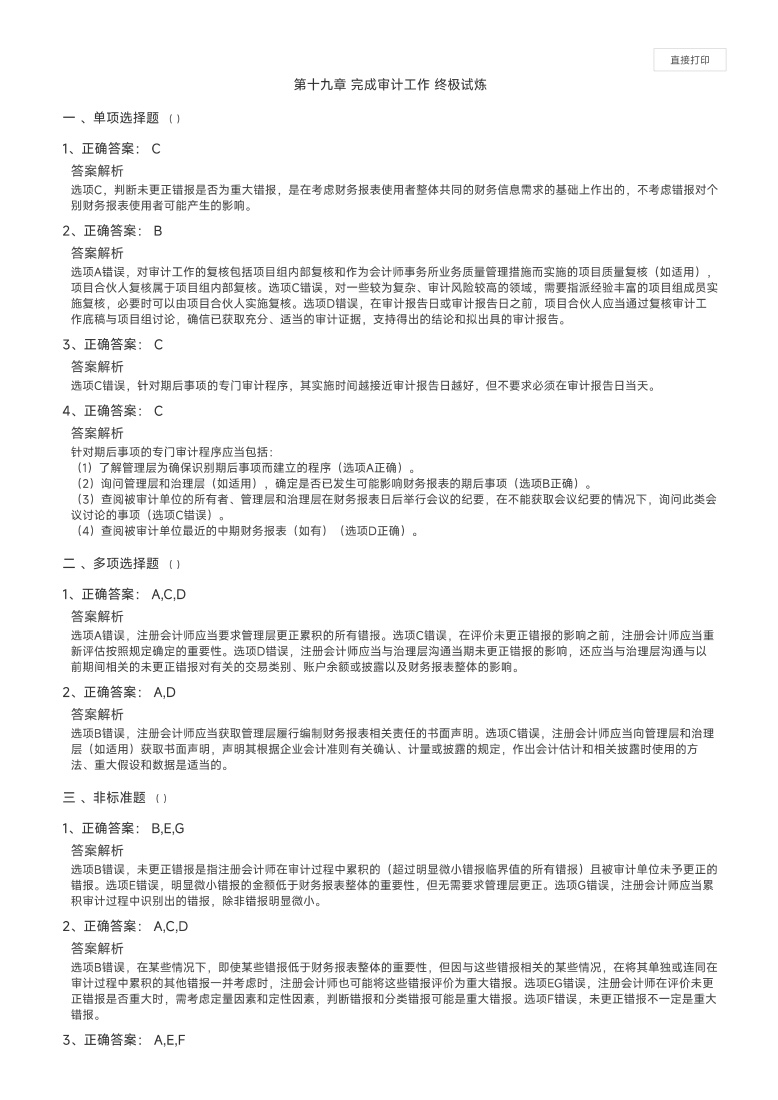 直接打印
第十九章 完成审计工作 终极试炼
一 、单项选择题 （ ）
1、正确答案： C
答案解析
选项C，判断未更正错报是否为重大错报，是在考虑财务报表使用者整体共同的财务信息需求的基础上作出的，不考虑错报对个
别财务报表使用者可能产生的影响。
2、正确答案： B
答案解析
选项A错误，对审计工作的复核包括项目组内部复核和作为会计师事务所业务质量管理措施而实施的项目质量复核（如适用），
项目合伙人复核属于项目组内部复核。选项C错误，对一些较为复杂、审计风险较高的领域，需要指派经验丰富的项目组成员实
施复核，必要时可以由项目合伙人实施复核。选项D错误，在审计报告日或审计报告日之前，项目合伙人应当通过复核审计工
作底稿与项目组讨论，确信已获取充分、适当的审计证据，支持得出的结论和拟出具的审计报告。
3、正确答案： C
答案解析
选项C错误，针对期后事项的专门审计程序，其实施时间越接近审计报告日越好，但不要求必须在审计报告日当天。
4、正确答案： C
答案解析
针对期后事项的专门审计程序应当包括：
（1）了解管理层为确保识别期后事项而建立的程序（选项A正确）。
（2）询问管理层和治理层（如适用），确定是否已发生可能影响财务报表的期后事项（选项B正确）。
（3）查阅被审计单位的所有者、管理层和治理层在财务报表日后举行会议的纪要，在不能获取会议纪要的情况下，询问此类会
议讨论的事项（选项C错误）。
（4）查阅被审计单位最近的中期财务报表（如有）（选项D正确）。
二 、多项选择题 （ ）
1、正确答案： A,C,D
答案解析
选项A错误，注册会计师应当要求管理层更正累积的所有错报。选项C错误，在评价未更正错报的影响之前，注册会计师应当重
新评估按照规定确定的重要性。选项D错误，注册会计师应当与治理层沟通当期未更正错报的影响，还应当与治理层沟通与以
前期间相关的未更正错报对有关的交易类别、账户余额或披露以及财务报表整体的影响。
2、正确答案： A,D
答案解析
选项B错误，注册会计师应当获取管理层履行编制财务报表相关责任的书面声明。选项C错误，注册会计师应当向管理层和治理
层（如适用）获取书面声明，声明其根据企业会计准则有关确认、计量或披露的规定，作出会计估计和相关披露时使用的方
法、重大假设和数据是适当的。
三 、非标准题 （ ）
1、正确答案： B,E,G
答案解析
选项B错误，未更正错报是指注册会计师在审计过程中累积的（超过明显微小错报临界值的所有错报）且被审计单位未予更正的
错报。选项E错误，明显微小错报的金额低于财务报表整体的重要性，但无需要求管理层更正。选项G错误，注册会计师应当累
积审计过程中识别出的错报，除非错报明显微小。
2、正确答案： A,C,D
答案解析
选项B错误，在某些情况下，即使某些错报低于财务报表整体的重要性，但因与这些错报相关的某些情况，在将其单独或连同在
审计过程中累积的其他错报一并考虑时，注册会计师也可能将这些错报评价为重大错报。选项EG错误，注册会计师在评价未更
正错报是否重大时，需考虑定量因素和定性因素，判断错报和分类错报可能是重大错报。选项F错误，未更正错报不一定是重大
错报。
3、正确答案： A,E,F